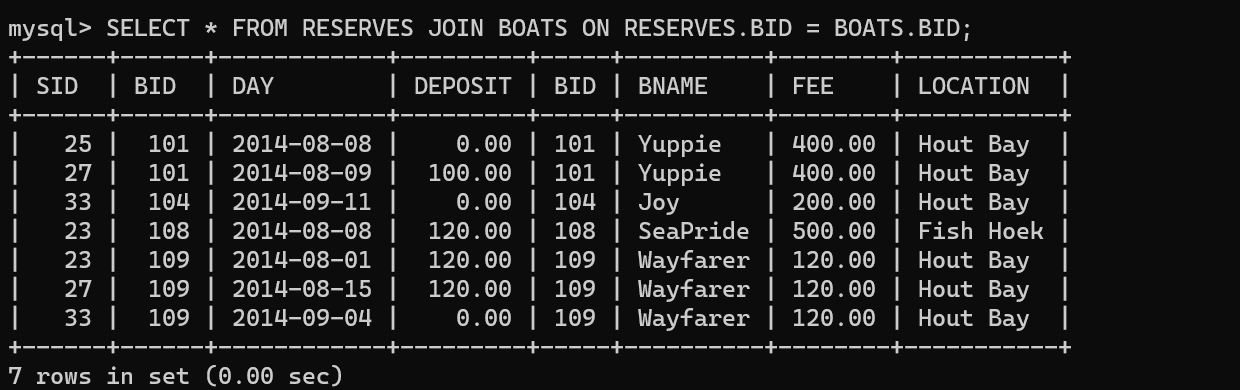 mysql> SELECT * FROM RESERVES JOIN BOATS ON RESERVES.BID = BOATS.BID;
+------+------+------------+---------+-----+----------+--------+-----------+
| SID  | BID  | DAY        | DEPOSIT | BID | BNAME    | FEE    | LOCATION  |
+------+------+------------+---------+-----+----------+--------+-----------+
|   25 |  101 | 2014-08-08 |    0.00 | 101 | Yuppie   | 400.00 | Hout Bay  |
|   27 |  101 | 2014-08-09 |  100.00 | 101 | Yuppie   | 400.00 | Hout Bay  |
|   33 |  104 | 2014-09-11 |    0.00 | 104 | Joy      | 200.00 | Hout Bay  |
|   23 |  108 | 2014-08-08 |  120.00 | 108 | SeaPride | 500.00 | Fish Hoek |
|   23 |  109 | 2014-08-01 |  120.00 | 109 | Wayfarer | 120.00 | Hout Bay  |
|   27 |  109 | 2014-08-15 |  120.00 | 109 | Wayfarer | 120.00 | Hout Bay  |
|   33 |  109 | 2014-09-04 |    0.00 | 109 | Wayfarer | 120.00 | Hout Bay  |
+------+------+------------+---------+-----+----------+--------+-----------+
7 rows in set (0.00 sec)